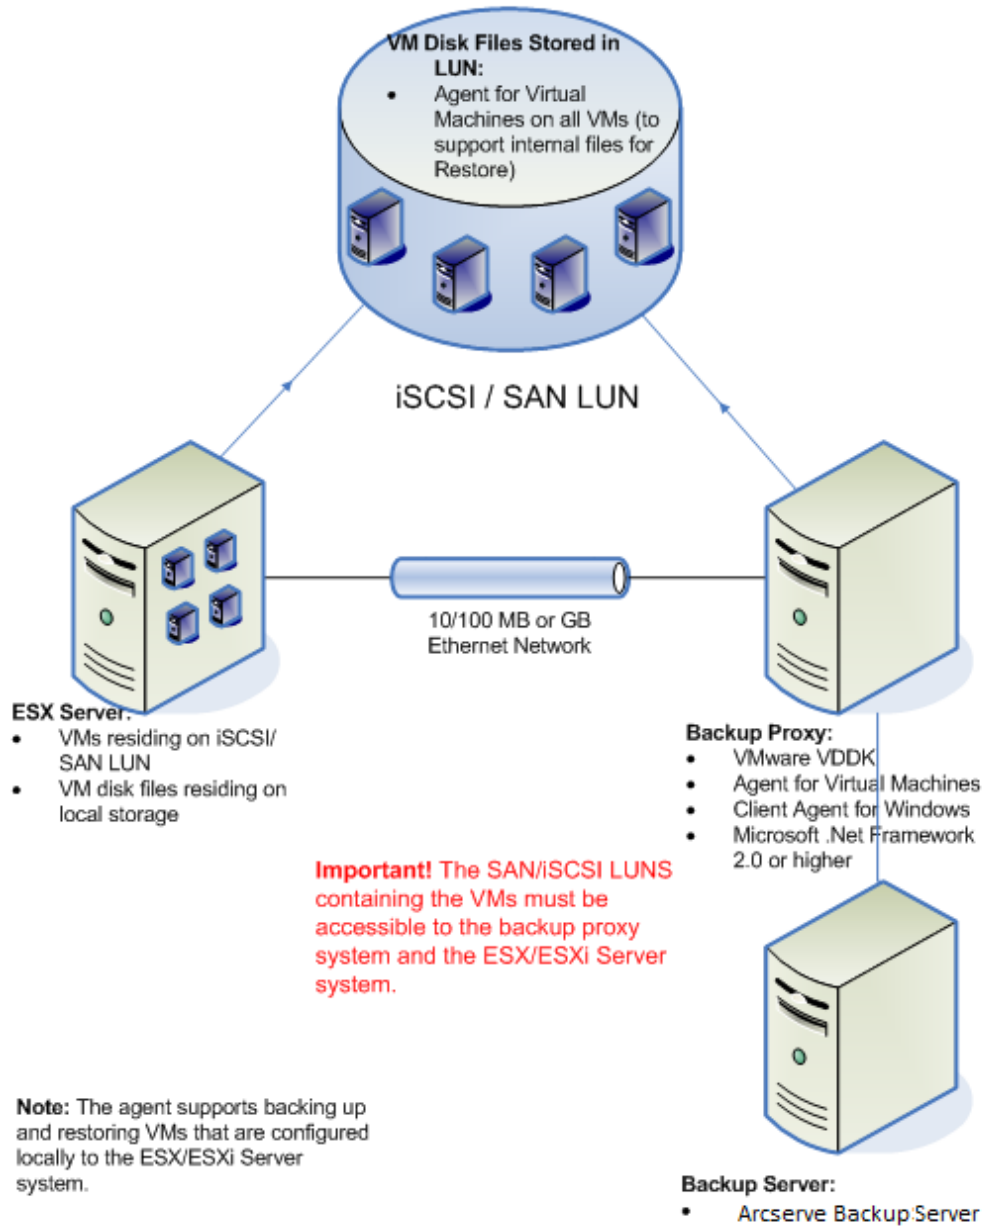 VM Disk Files Stored in
LUN:
• Agent for Virtual
Machines on all VMs (to
support internal files for
Restore)
iSCSI / SAN LUN
10/100 MB or GB
Ethernet Network
ESX Server:
• VMs residing on iSCSI/
SAN LUN
• VM disk files residing on
local storage
Backup Proxy:
• VMware VDDK
• Agent for Virtual Machines
• Client Agent for Windows
• Microsoft .Net Framework
2.0 or higher
Important! The SAN/iSCSI LUNS
containing the VMs must be
accessible to the backup proxy
system and the ESX/ESXi Server
system.
Note: The agent supports backing up
and restoring VMs that are configured
locally to the ESX/ESXi Server
system.
Backup Server:
• Arcserve Backup Server